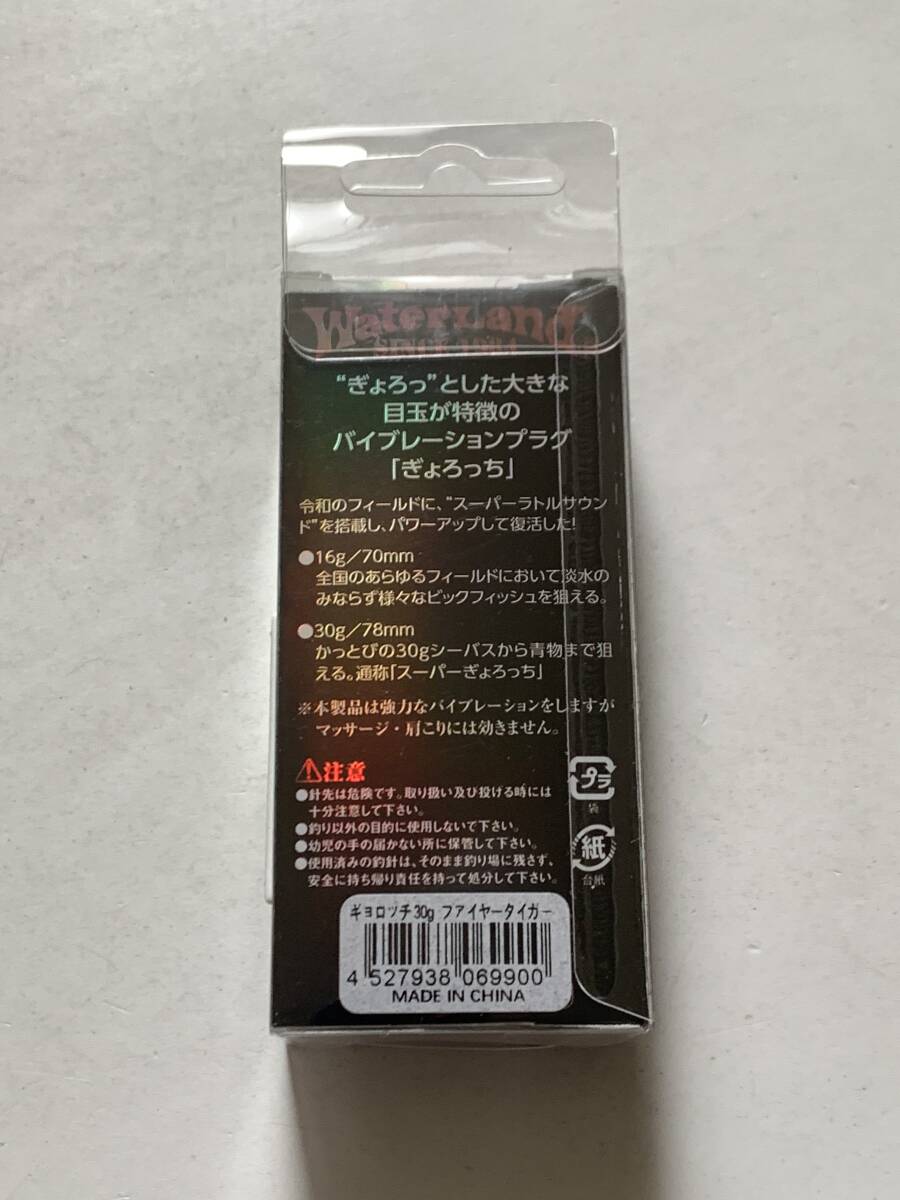 WaterLand
SINCE 1984
“ぎょろっ”とした大きな
目玉が特徴の
バイブレーションプラグ
「ぎょろっち」
令和のフィールドに、“スーパーラトルサウン
ド”を搭載し、パワーアップして復活した!
●16g/70mm
全国のあらゆるフィールドにおいて淡水の
みならず様々なビックフィッシュを狙える。
●30g/78mm
かっとびの30gシーバスから青物まで狙
える。通称「スーパーぎょろっち」
※本製品は強力なバイブレーションをしますが
マッサージ・肩こりには効きません。
⚠注意
●針先は危険です。取り扱い及び投げる時には
十分注意して下さい。
●釣り以外の目的に使用しないで下さい。
●幼児の手の届かない所に保管して下さい。
●使用済みの釣針は、そのまま釣り場に残さず、
安全に持ち帰り責任を持って処分して下さい。
プラ
袋
紙
台紙
ギョロッチ30g ファイヤータイガー
4 527938 069900
MADE IN CHINA